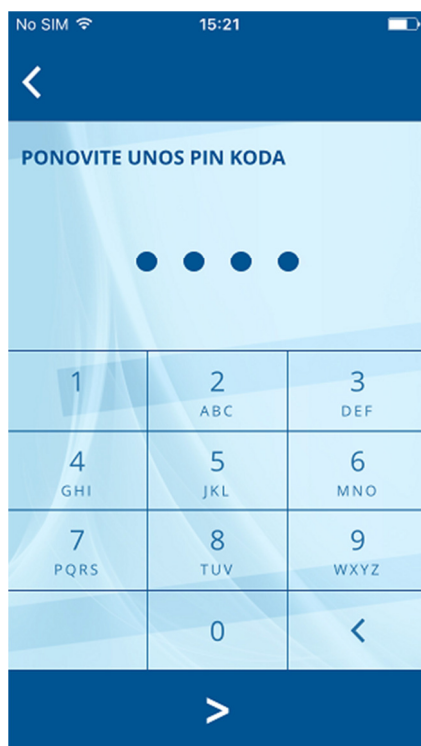 No SIM 15:21
PONOVITE UNOS PIN KODA
1 2 3
ABC DEF
4 5 6
GHI JKL MNO
7 8 9
PQRS TUV WXYZ
0 <
>